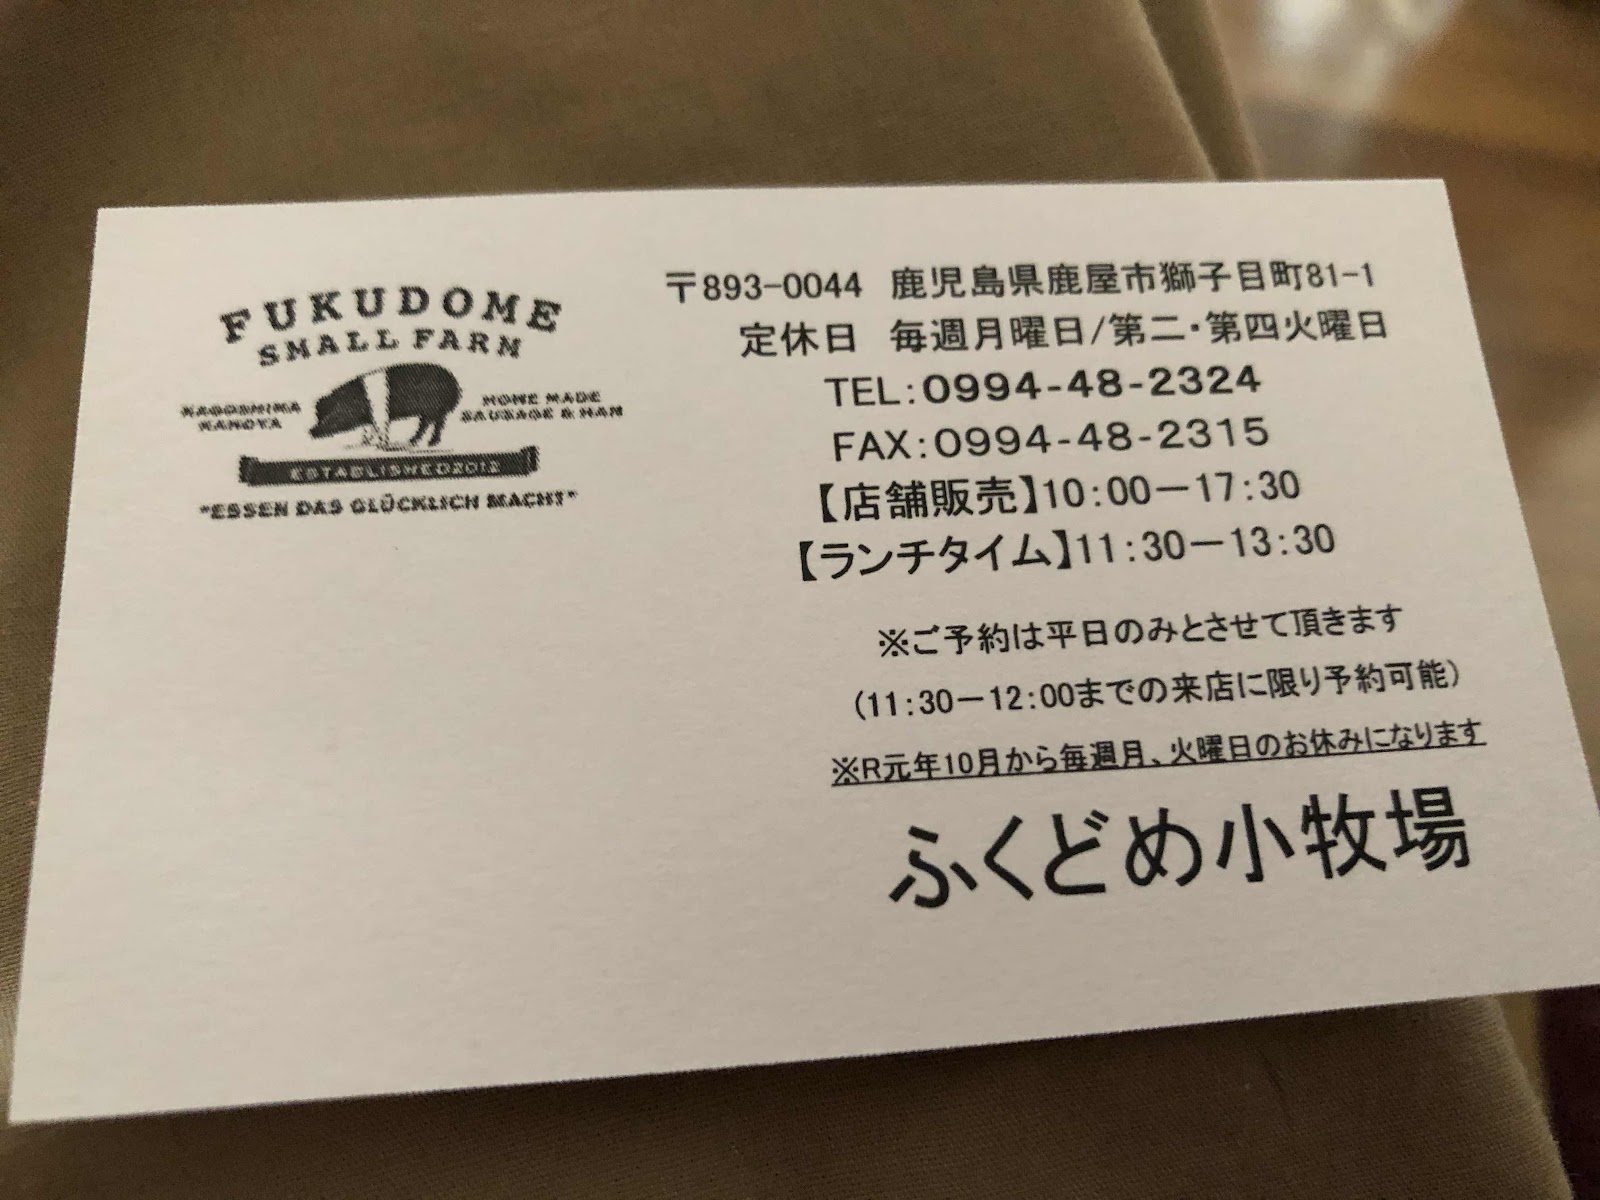 FUKUDOME
SMALL FARM
KAGOSHIMA
KANOYA
HOME MADE
SAUSAGE & HAM
ESTABLISHED2012
"ESSEN DAS GLÜCKLICH MACHT"
〒893-0044 鹿児島県鹿屋市獅子目町81-1
定休日 毎週月曜日/第二・第四火曜日
TEL:0994-48-2324
FAX:0994-48-2315
【店舗販売】10:00ー17:30
【ランチタイム】11:30ー13:30
※ご予約は平日のみとさせて頂きます
(11:30ー12:00までの来店に限り予約可能)
※R元年10月から毎週月、火曜日のお休みになります
ふくどめ小牧場